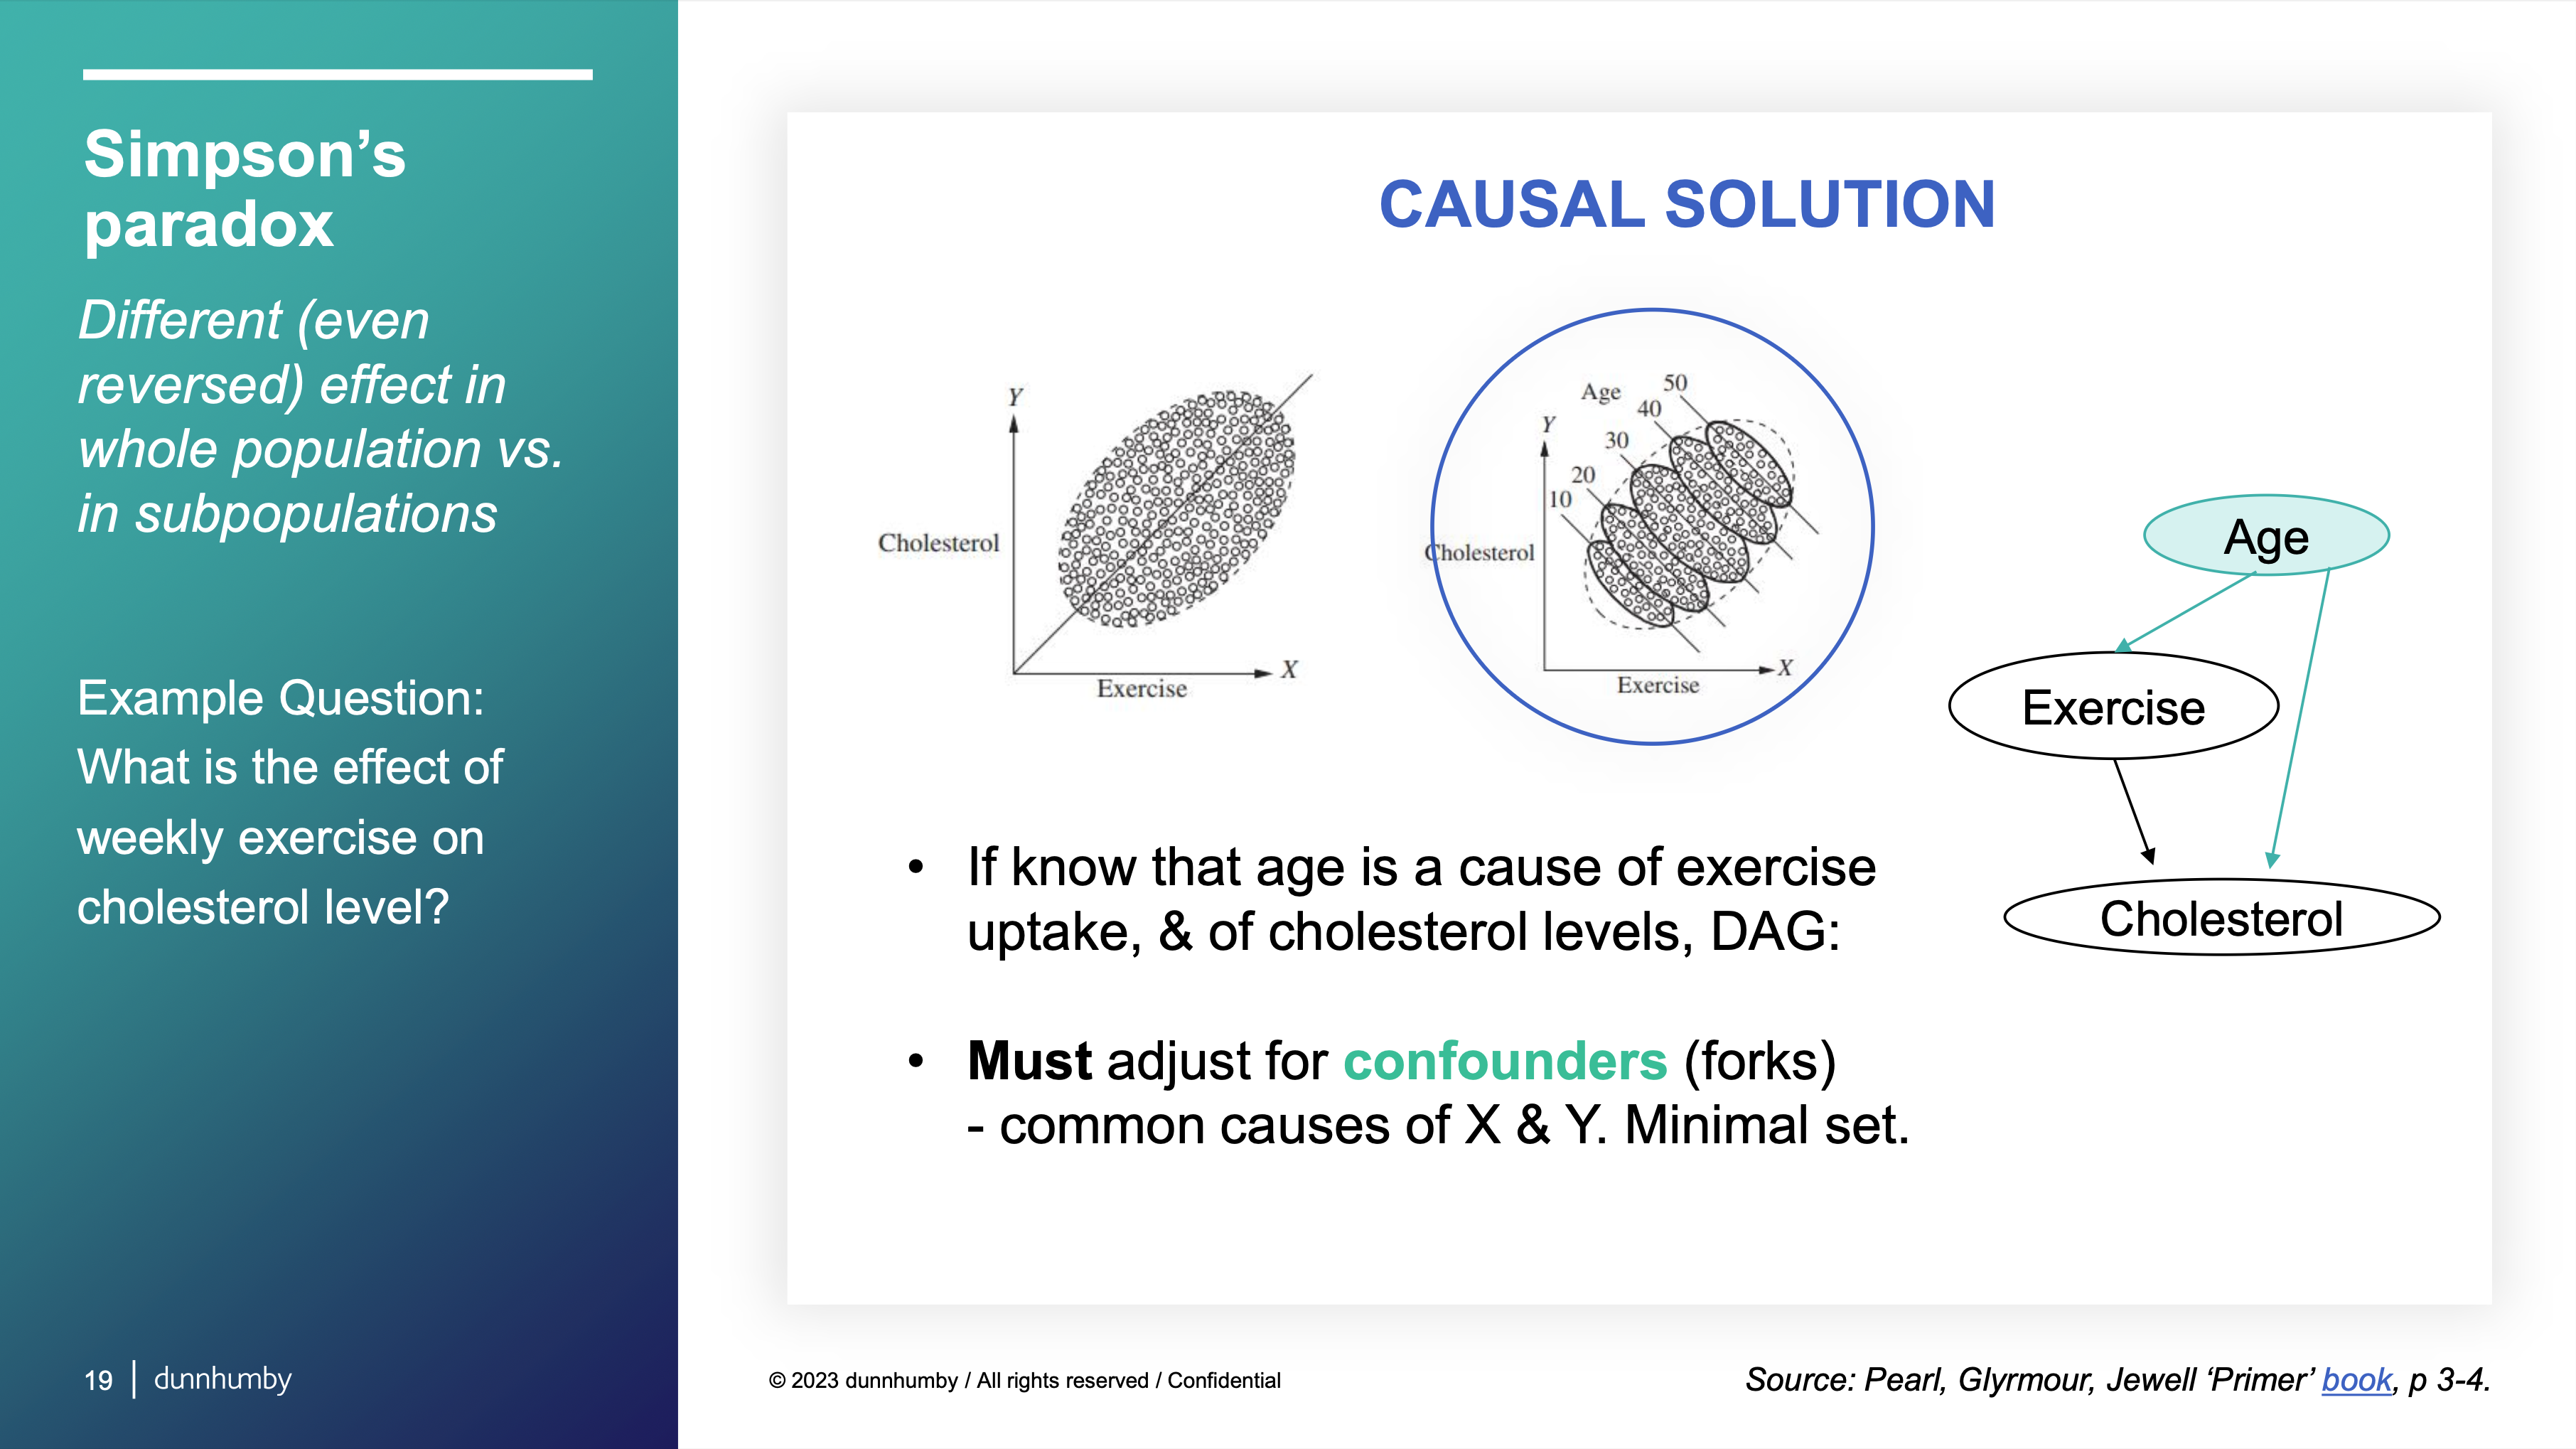 Simpson’s
paradox
Different (even
reversed) effect in
whole population vs.
in subpopulations
Example Question:
What is the effect of
weekly exercise on
cholesterol level?
19
dunnhumby
CAUSAL SOLUTION
Y
Cholesterol
X
Exercise
Age
50
40
30
20
10
Y
Cholesterol
X
Exercise
Age
Exercise
Cholesterol
• If know that age is a cause of exercise
uptake, & of cholesterol levels, DAG:
• Must adjust for confounders (forks)
- common causes of X & Y. Minimal set.
© 2023 dunnhumby / All rights reserved / Confidential
Source: Pearl, Glyrmour, Jewell ‘Primer’ book, p 3-4.